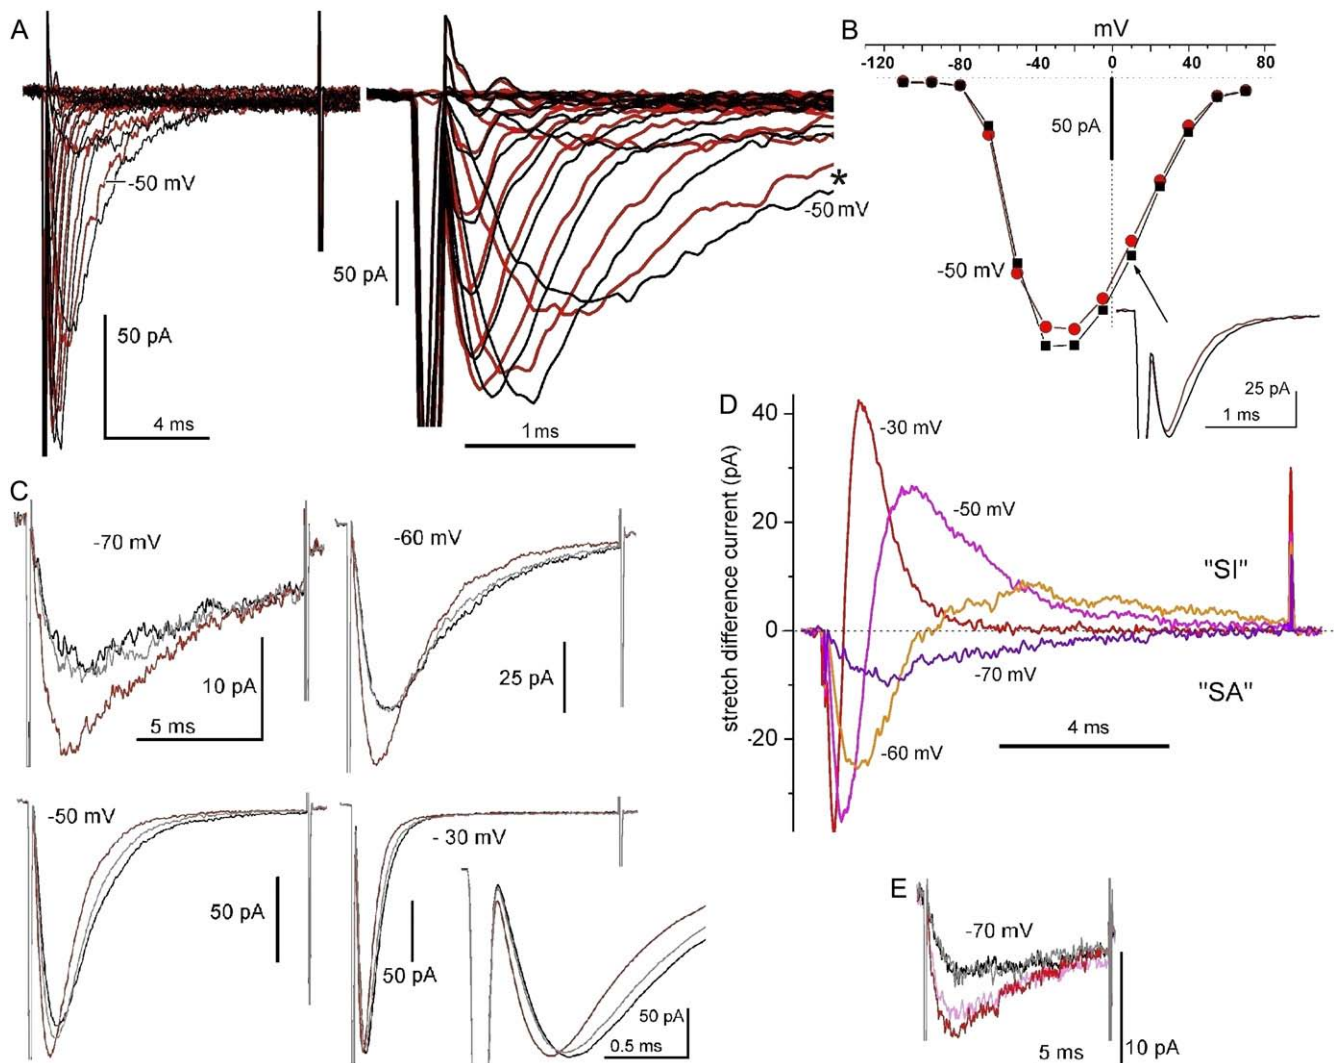 A
-50 mV
50 pA
4 ms
*
-50 mV
50 pA
1 ms
B
mV
-120 -80 -40 0 40 80
50 pA
-50 mV
25 pA
1 ms
C
-70 mV
10 pA
5 ms
-60 mV
25 pA
-50 mV
50 pA
- 30 mV
50 pA
50 pA
0.5 ms
D
stretch difference current (pA)
40
20
0
-20
-30 mV
-50 mV
"SI"
-70 mV
"SA"
-60 mV
4 ms
E
-70 mV
5 ms
10 pA